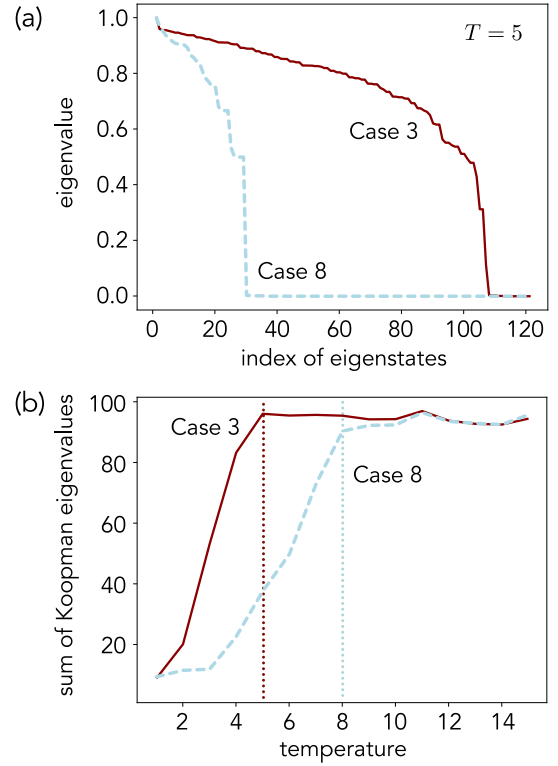 (a)
T = 5
eigenvalue
1.0
0.8
0.6
0.4
0.2
0.0
Case 3
Case 8
0 20 40 60 80 100 120
index of eigenstates
(b)
sum of Koopman eigenvalues
100
80
60
40
20
Case 3
Case 8
2 4 6 8 10 12 14
temperature